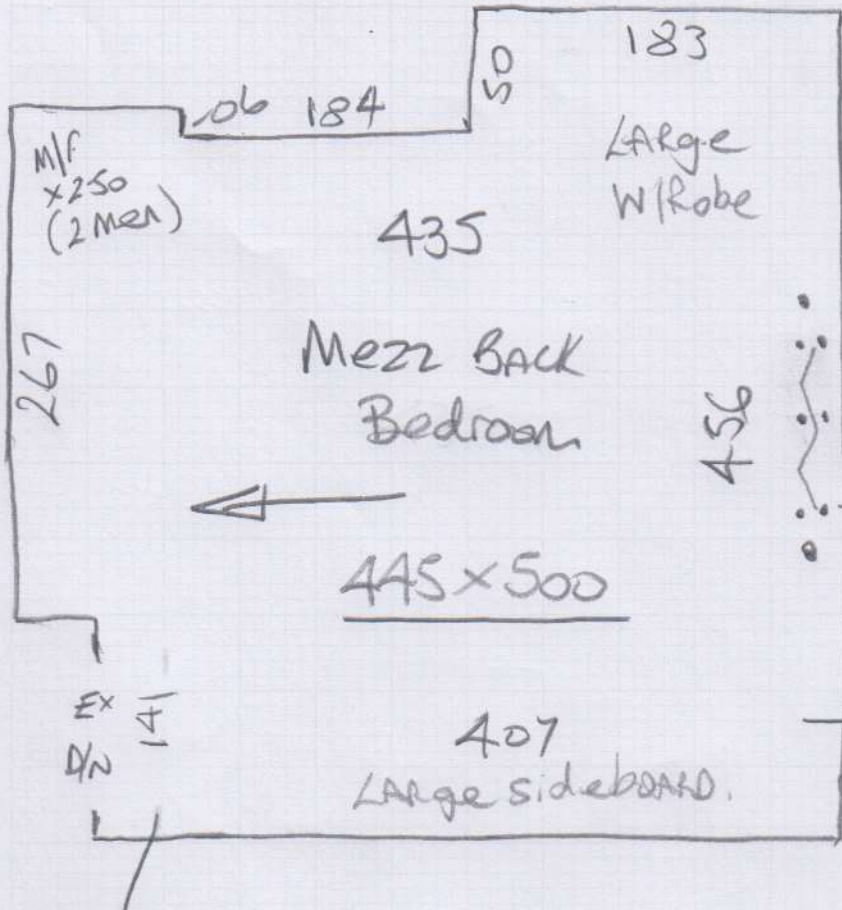 183
50
.06 184
M/F
x250
(2 Men)
LARge
W/Robe
435
267
Mezz BACK
Bedroom
456
445 x 500
EX
D/N
141
407
LARge sideboARD.